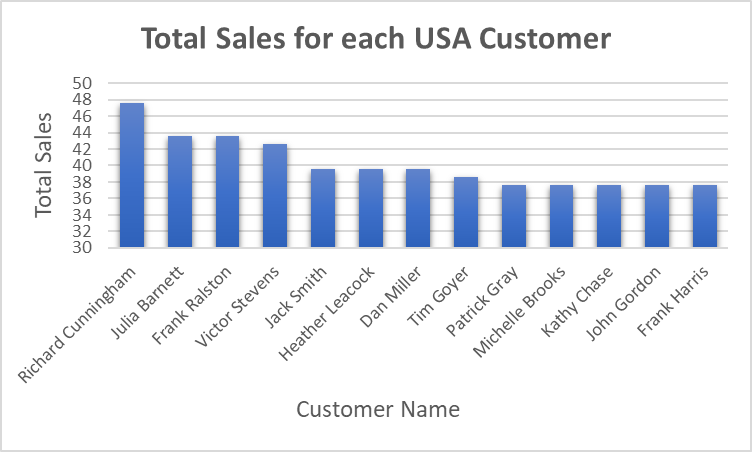 Total Sales for each USA Customer
Total Sales
50
48
46
44
42
40
38
36
34
32
30
Richard Cunningham
Julia Barnett
Frank Ralston
Victor Stevens
Jack Smith
Heather Leacock
Dan Miller
Tim Goyer
Patrick Gray
Michelle Brooks
Kathy Chase
John Gordon
Frank Harris
Customer Name